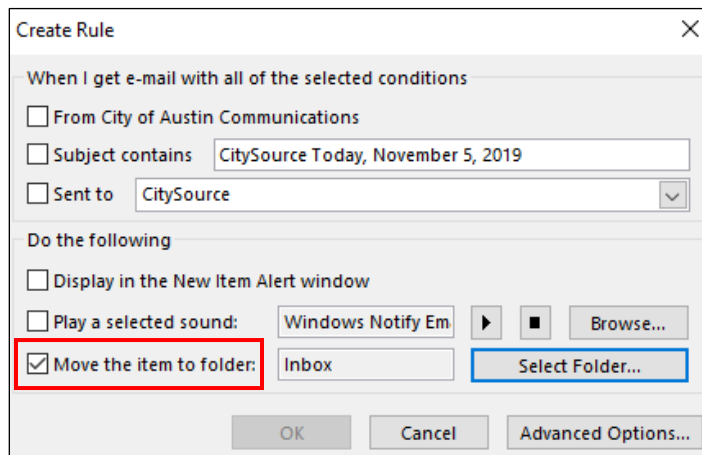 Create Rule
When I get e-mail with all of the selected conditions
From City of Austin Communications
Subject contains CitySource Today, November 5, 2019
Sent to CitySource
Do the following
Display in the New Item Alert window
Play a selected sound: Windows Notify Em Browse...
Move the item to folder: Inbox Select Folder...
OK Cancel Advanced Options...